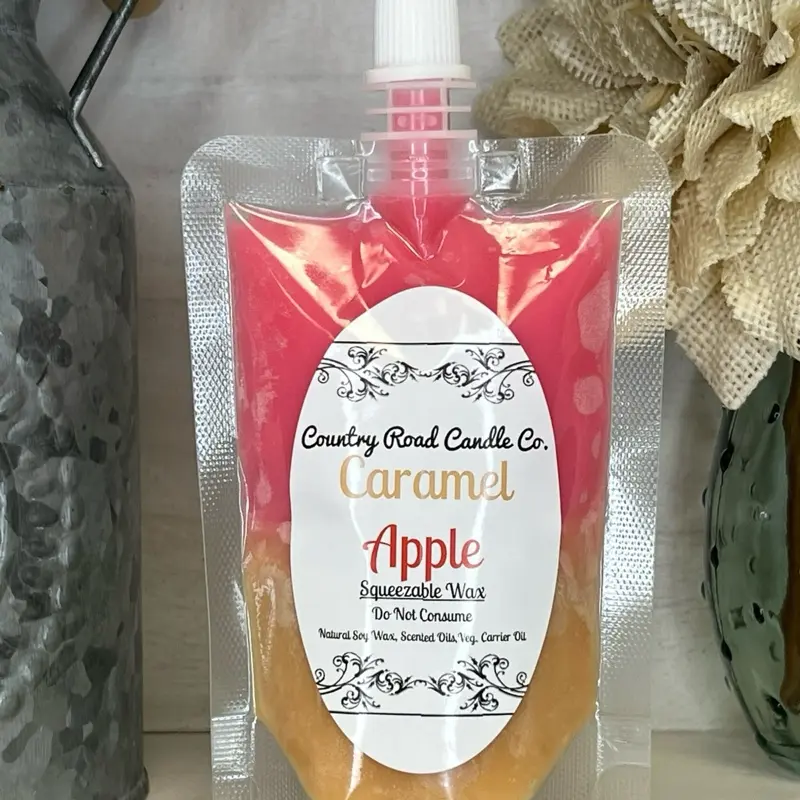 Country Road Candle Co.
Caramel
Apple
Squeezable Wax
Do Not Consume
Natural Soy Wax, Scented Oils, Veg. Carrier Oil